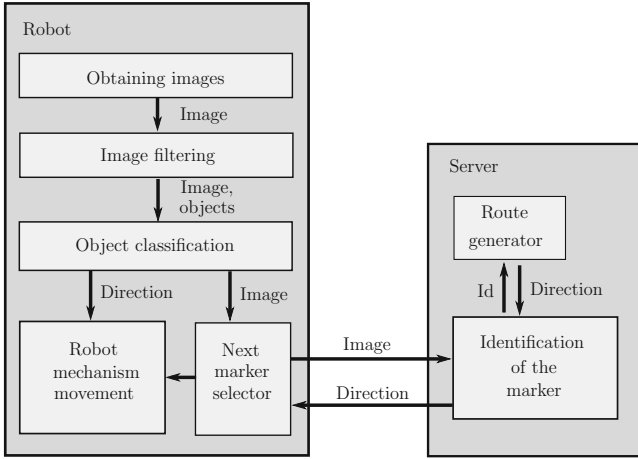 Robot
Obtaining images
Image
Image filtering
Image,
objects
Object classification
Direction
Image
Robot
mechanism
movement
Next
marker
selector
Image
Direction
Server
Route
generator
Id
Direction
Identification
of the
marker